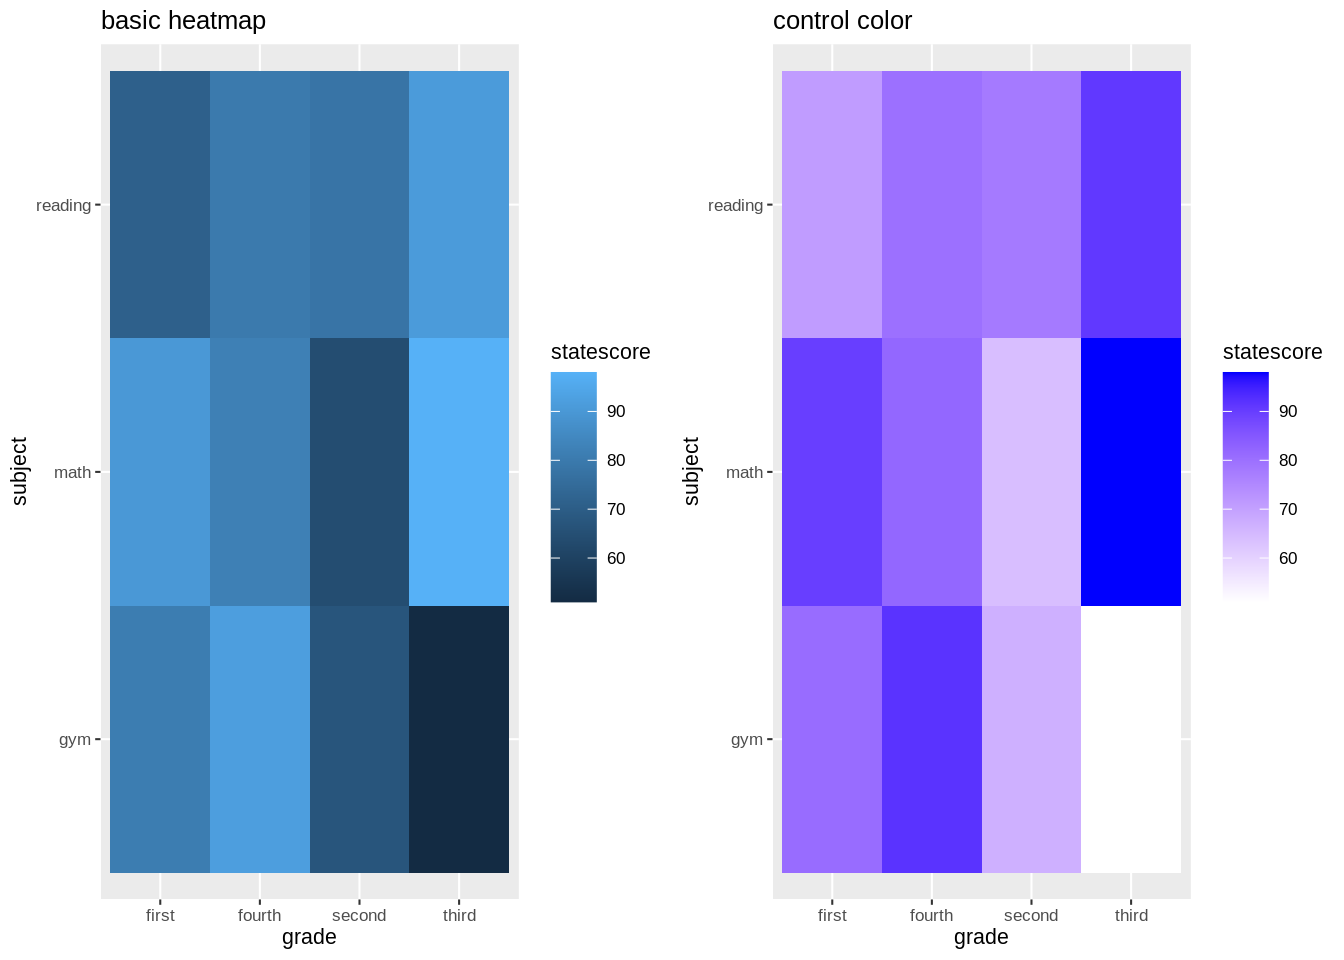 basic heatmap
reading
math
gym
subject
first fourth second third
grade
statescore
90
80
70
60
control color
reading
math
gym
subject
first fourth second third
grade
statescore
90
80
70
60